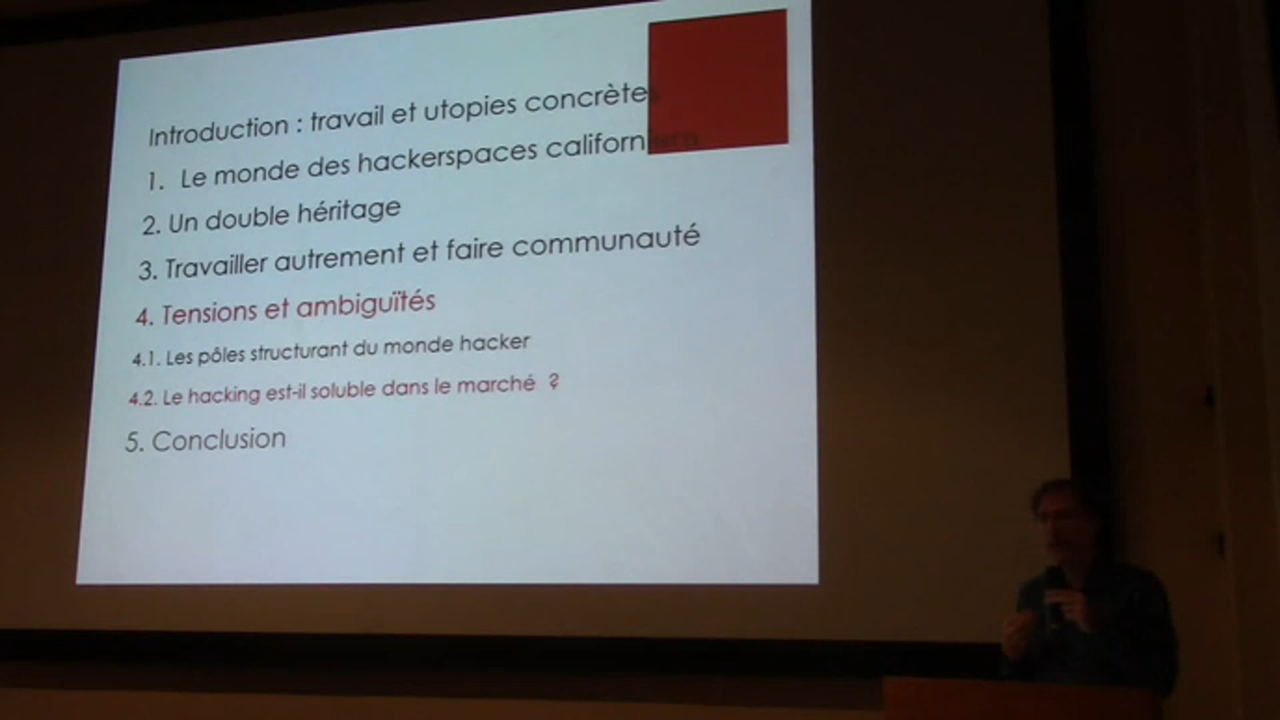 Introduction : travail et utopies concrètes
1. Le monde des hackerspaces californiens
2. Un double héritage
3. Travailler autrement et faire communauté
4. Tensions et ambiguïtés
4.1. Les pôles structurant du monde hacker
4.2. Le hacking est-il soluble dans le marché ?
5. Conclusion